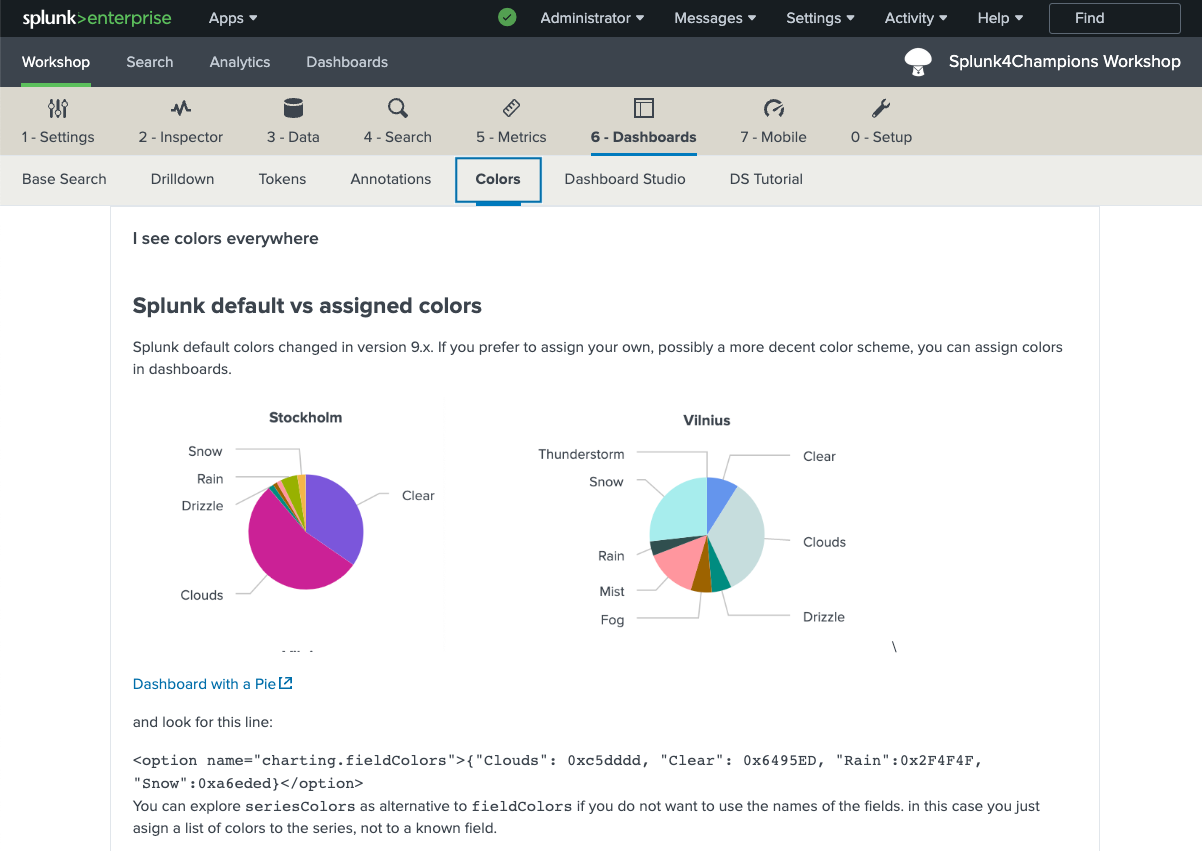 splunk>enterprise Apps Administrator Messages Settings Activity Help Find
Workshop Search Analytics Dashboards Splunk4Champions Workshop
1 - Settings 2 - Inspector 3 - Data 4 - Search 5 - Metrics 6 - Dashboards 7 - Mobile 0 - Setup
Base Search Drilldown Tokens Annotations Colors Dashboard Studio DS Tutorial
I see colors everywhere
Splunk default vs assigned colors
Splunk default colors changed in version 9.x. If you prefer to assign your own, possibly a more decent color scheme, you can assign colors
in dashboards.
Stockholm
Snow
Rain
Drizzle
Clear
Clouds
Vilnius
Thunderstorm
Snow
Clear
Clouds
Rain
Mist
Fog
Drizzle
\
Dashboard with a Pie
and look for this line:
<option name="charting.fieldColors">{"Clouds": 0xc5dddd, "Clear": 0x6495ED, "Rain":0x2F4F4F,
"Snow":0xa6eded}</option>
You can explore seriesColors as alternative to fieldColors if you do not want to use the names of the fields. in this case you just
asign a list of colors to the series, not to a known field.